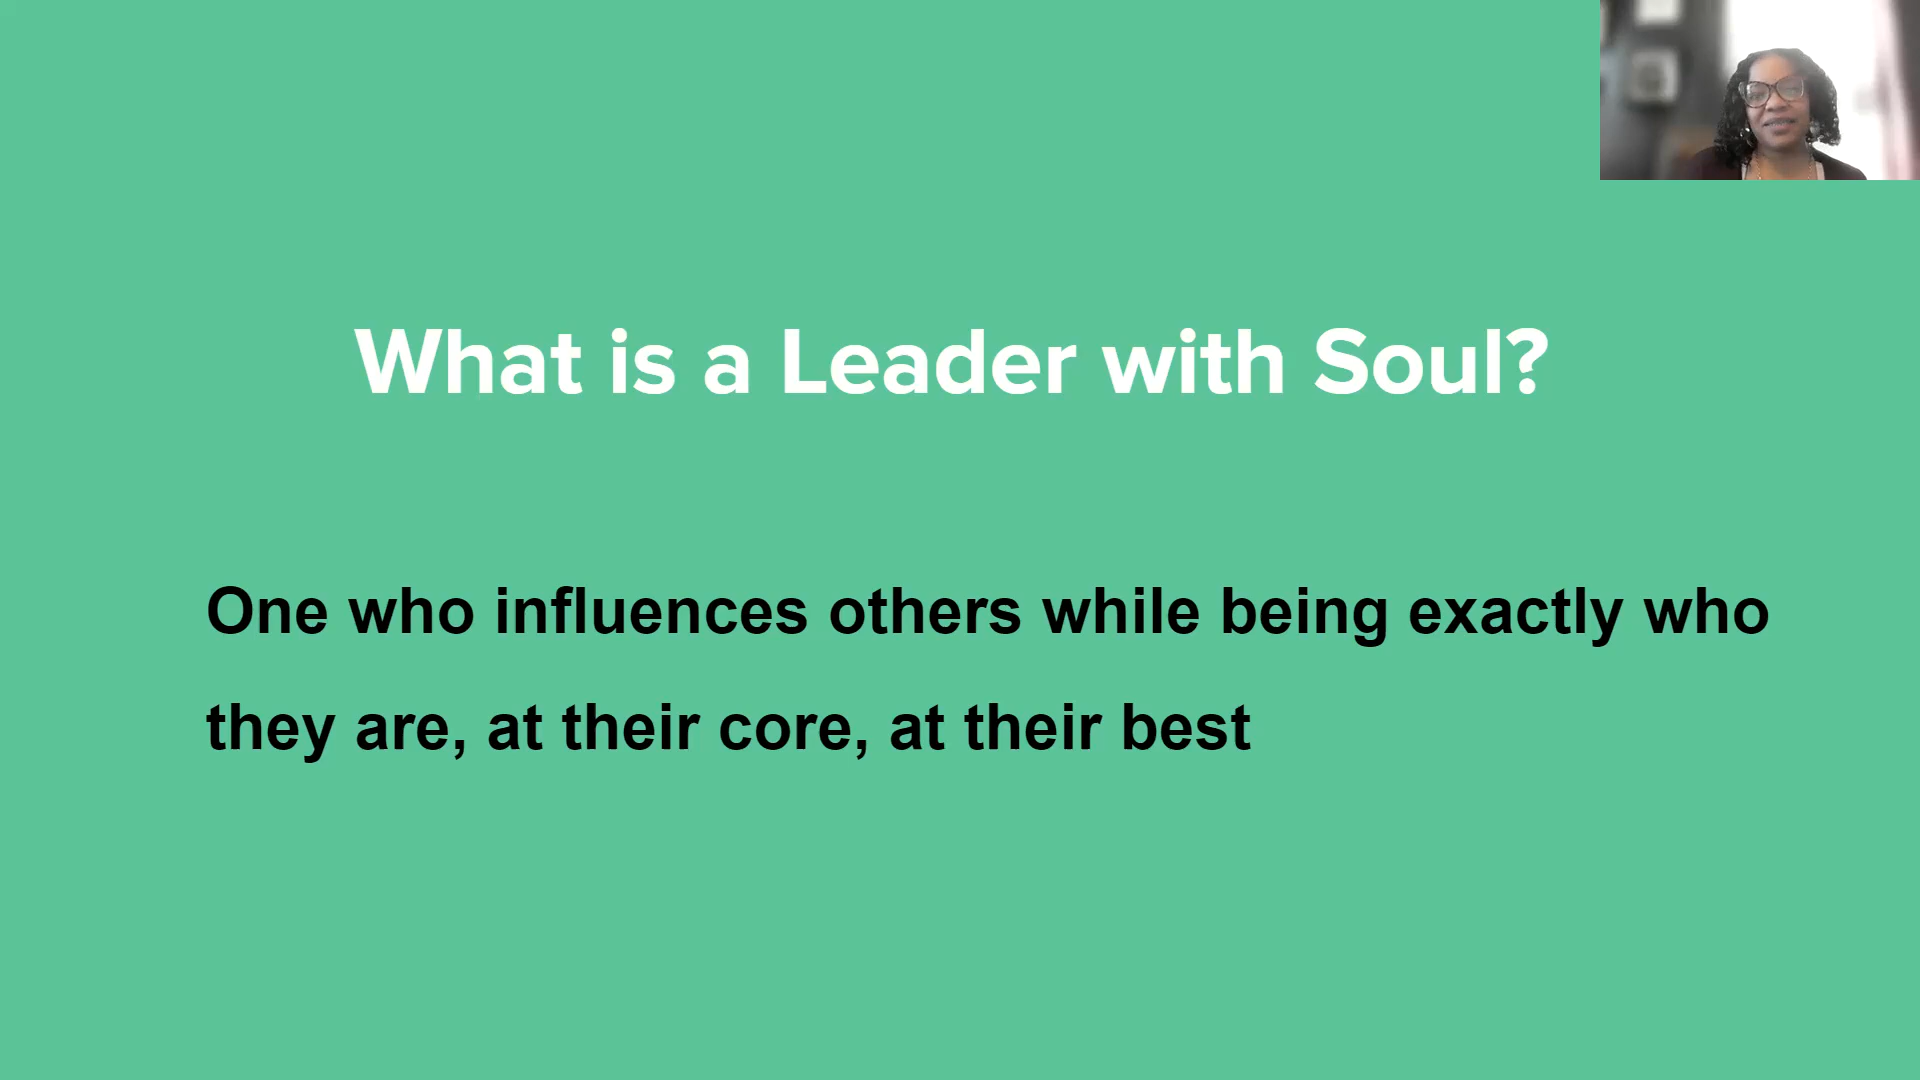 What is a Leader with Soul?
One who influences others while being exactly who
they are, at their core, at their best